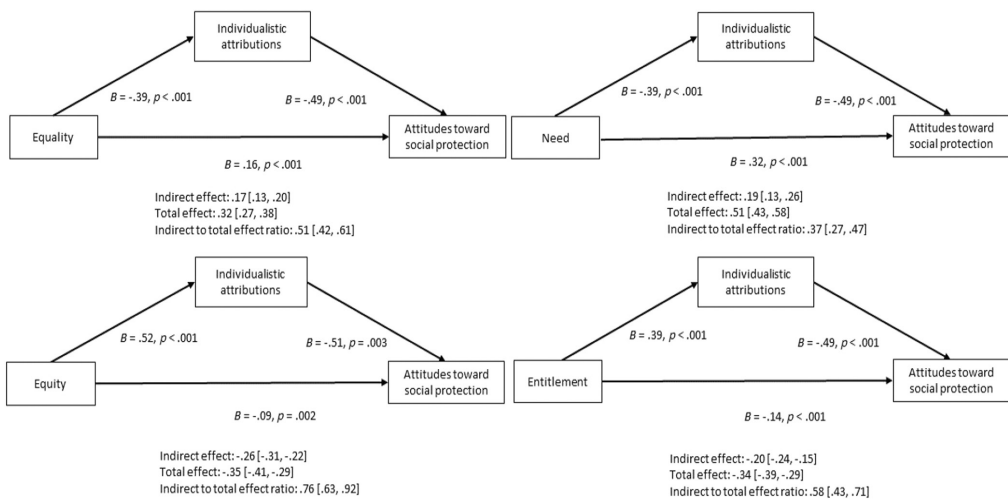 Individualistic
attributions
B = -.39, p < .001
B = -.49, p < .001
Equality
Attitudes toward
social protection
B = .16, p < .001
Indirect effect: .17 [.13, .20]
Total effect: .32 [.27, .38]
Indirect to total effect ratio: .51 [.42, .61]
Individualistic
attributions
B = -.39, p < .001
B = -.49, p < .001
Need
Attitudes toward
social protection
B = .32, p < .001
Indirect effect: .19 [.13, .26]
Total effect: .51 [.43, .58]
Indirect to total effect ratio: .37 [.27, .47]
Individualistic
attributions
B = .52, p < .001
B = -.51, p = .003
Equity
Attitudes toward
social protection
B = -.09, p = .002
Indirect effect: -.26 [-.31, -.22]
Total effect: -.35 [-.41, -.29]
Indirect to total effect ratio: .76 [.63, .92]
Individualistic
attributions
B = .39, p < .001
B = -.49, p < .001
Entitlement
Attitudes toward
social protection
B = -.14, p < .001
Indirect effect: -.20 [-.24, -.15]
Total effect: -.34 [-.39, -.29]
Indirect to total effect ratio: .58 [.43, .71]